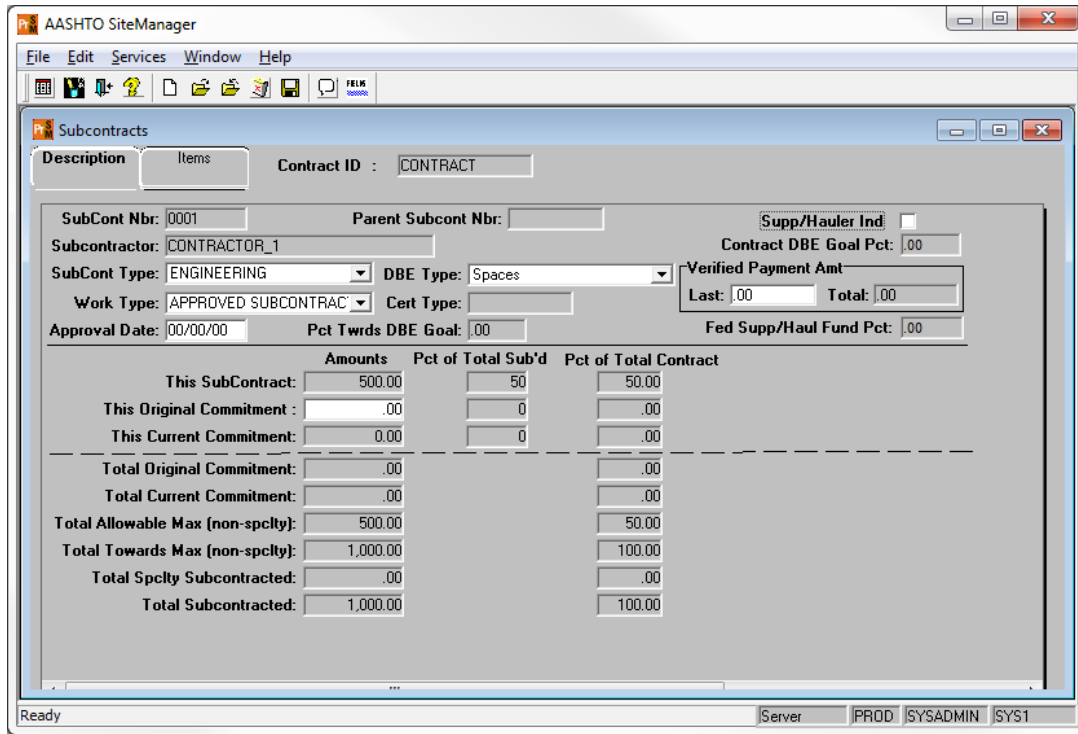 AASHTO SiteManager
File Edit Services Window Help
FELIX
Subcontracts
Description Items Contract ID : CONTRACT
SubCont Nbr: 0001 Parent Subcont Nbr: Supp/Hauler Ind
Subcontractor: CONTRACTOR_1 Contract DBE Goal Pct: .00
SubCont Type: ENGINEERING DBE Type: Spaces Verified Payment Amt
Work Type: APPROVED SUBCONTRAC Cert Type: Last: .00 Total: .00
Approval Date: 00/00/00 Pct Twrds DBE Goal: .00 Fed Supp/Haul Fund Pct: .00
Amounts Pct of Total Sub'd Pct of Total Contract
This SubContract: 500.00 50 50.00
This Original Commitment : .00 0 .00
This Current Commitment: 0.00 0 .00
Total Original Commitment: .00 .00
Total Current Commitment: .00 .00
Total Allowable Max (non-spclty): 500.00 50.00
Total Towards Max (non-spclty): 1,000.00 100.00
Total Spclty Subcontracted: .00 .00
Total Subcontracted: 1,000.00 100.00
Ready Server PROD SYSADMIN SYS1